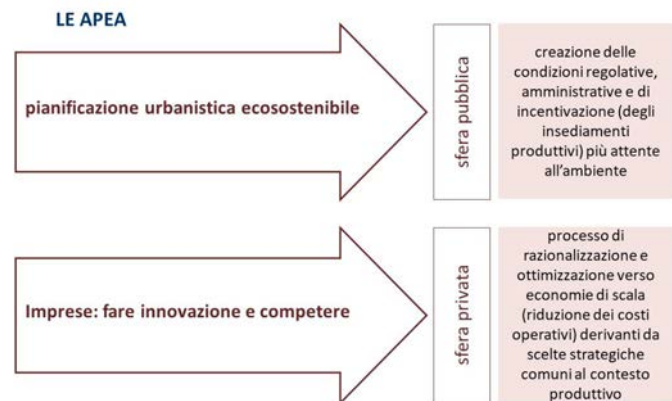 LE APEA
pianificazione urbanistica ecosostenibile
sfera pubblica
creazione delle
condizioni regolative,
amministrative e di
incentivazione (degli
insediamenti
produttivi) più attente
all'ambiente
Imprese: fare innovazione e competere
sfera privata
processo di
razionalizzazione e
ottimizzazione verso
economie di scala
(riduzione dei costi
operativi) derivanti da
scelte strategiche
comuni al contesto
produttivo